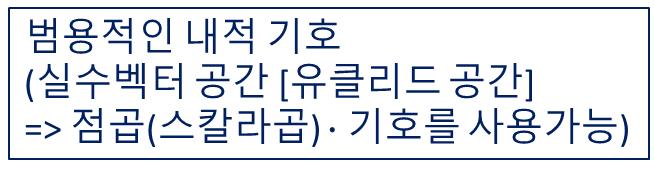 범용적인 내적 기호
(실수벡터 공간 [유클리드 공간]
=> 점곱(스칼라곱)· 기호를 사용가능)